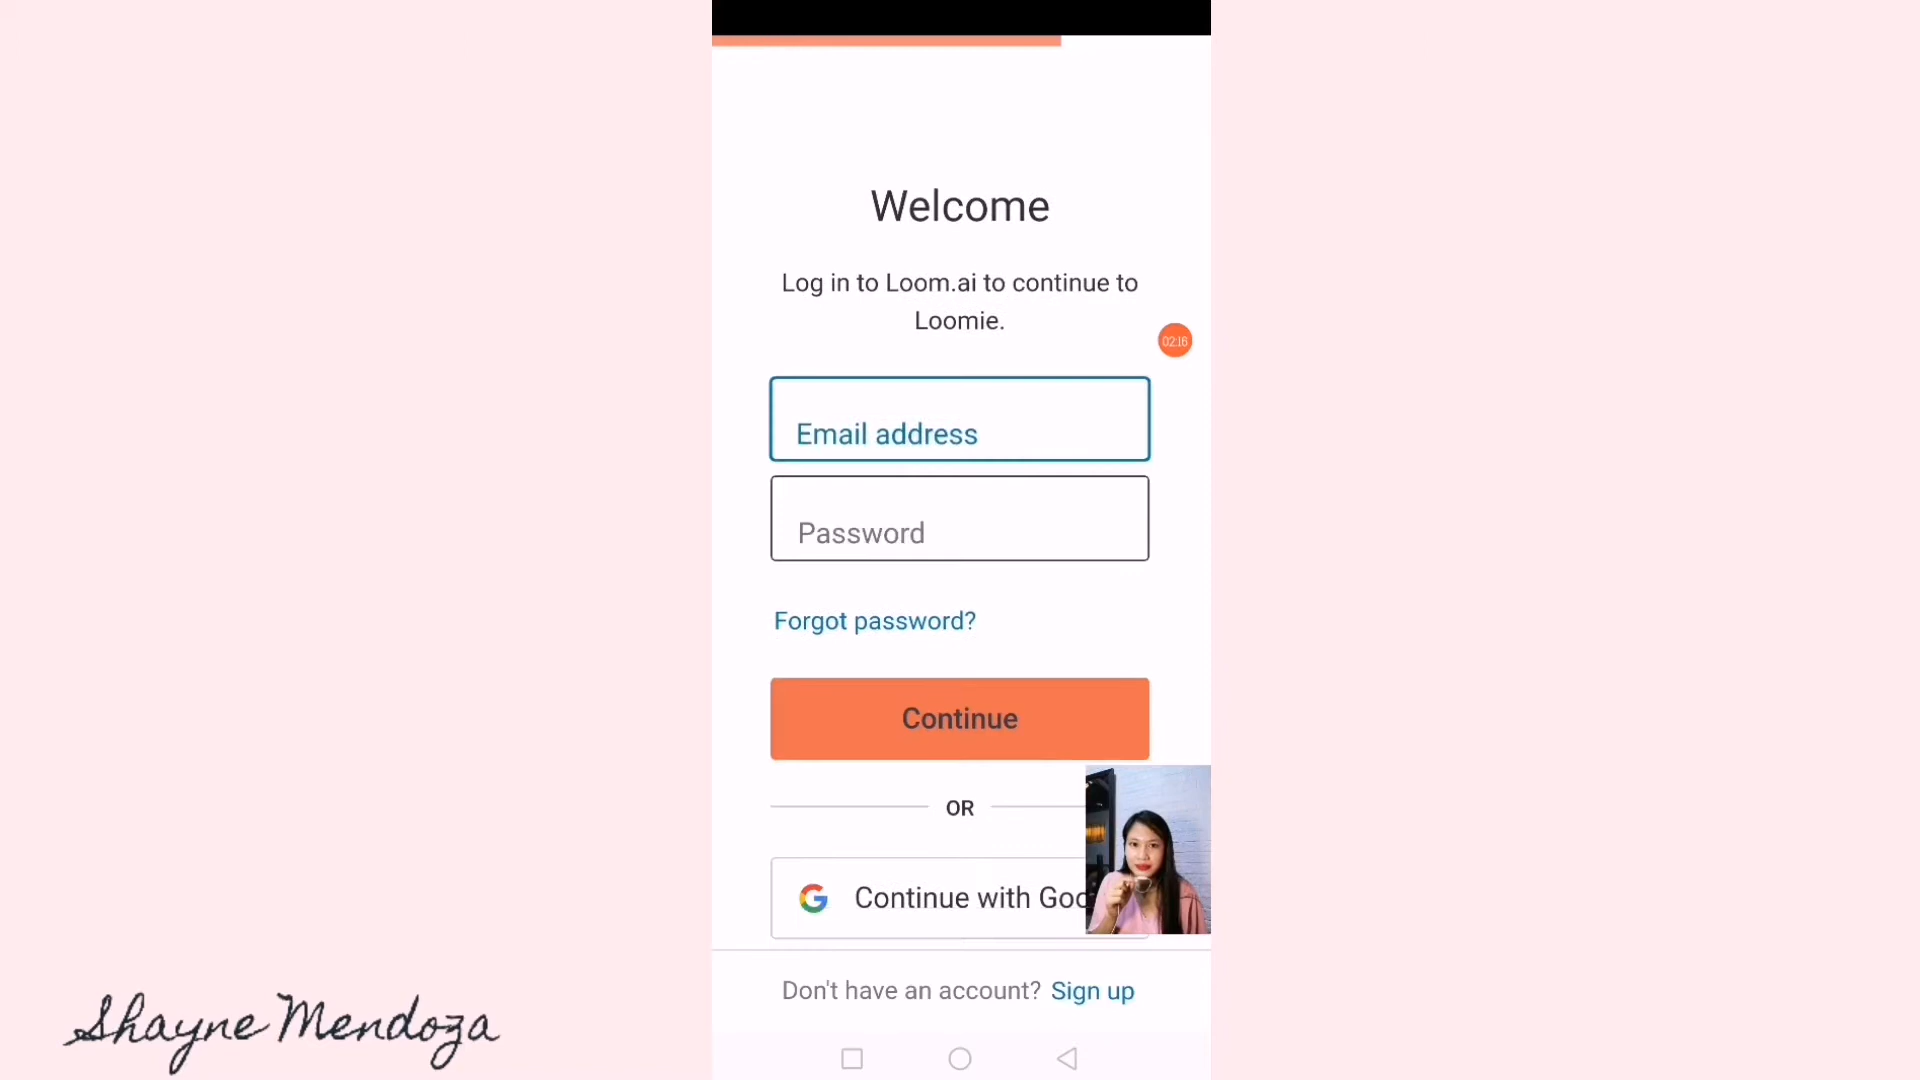 Welcome
Log in to Loom.ai to continue to
Loomie.
02:16
Email address
Password
Forgot password?
Continue
OR
Continue with Goo
Don't have an account? Sign up
Shayne Mendoza